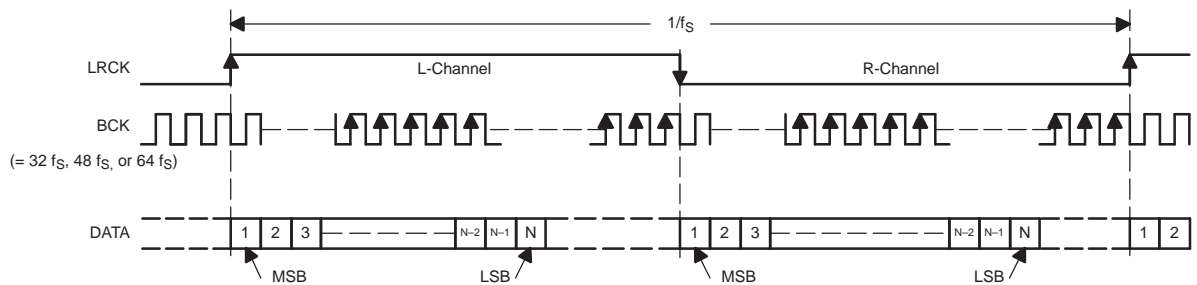 1/fS
LRCK
L-Channel
R-Channel
BCK
(= 32 fS, 48 fS, or 64 fS)
DATA
1 2 3 N–2 N–1 N 1 2 3 N–2 N–1 N 1 2
MSB LSB MSB LSB